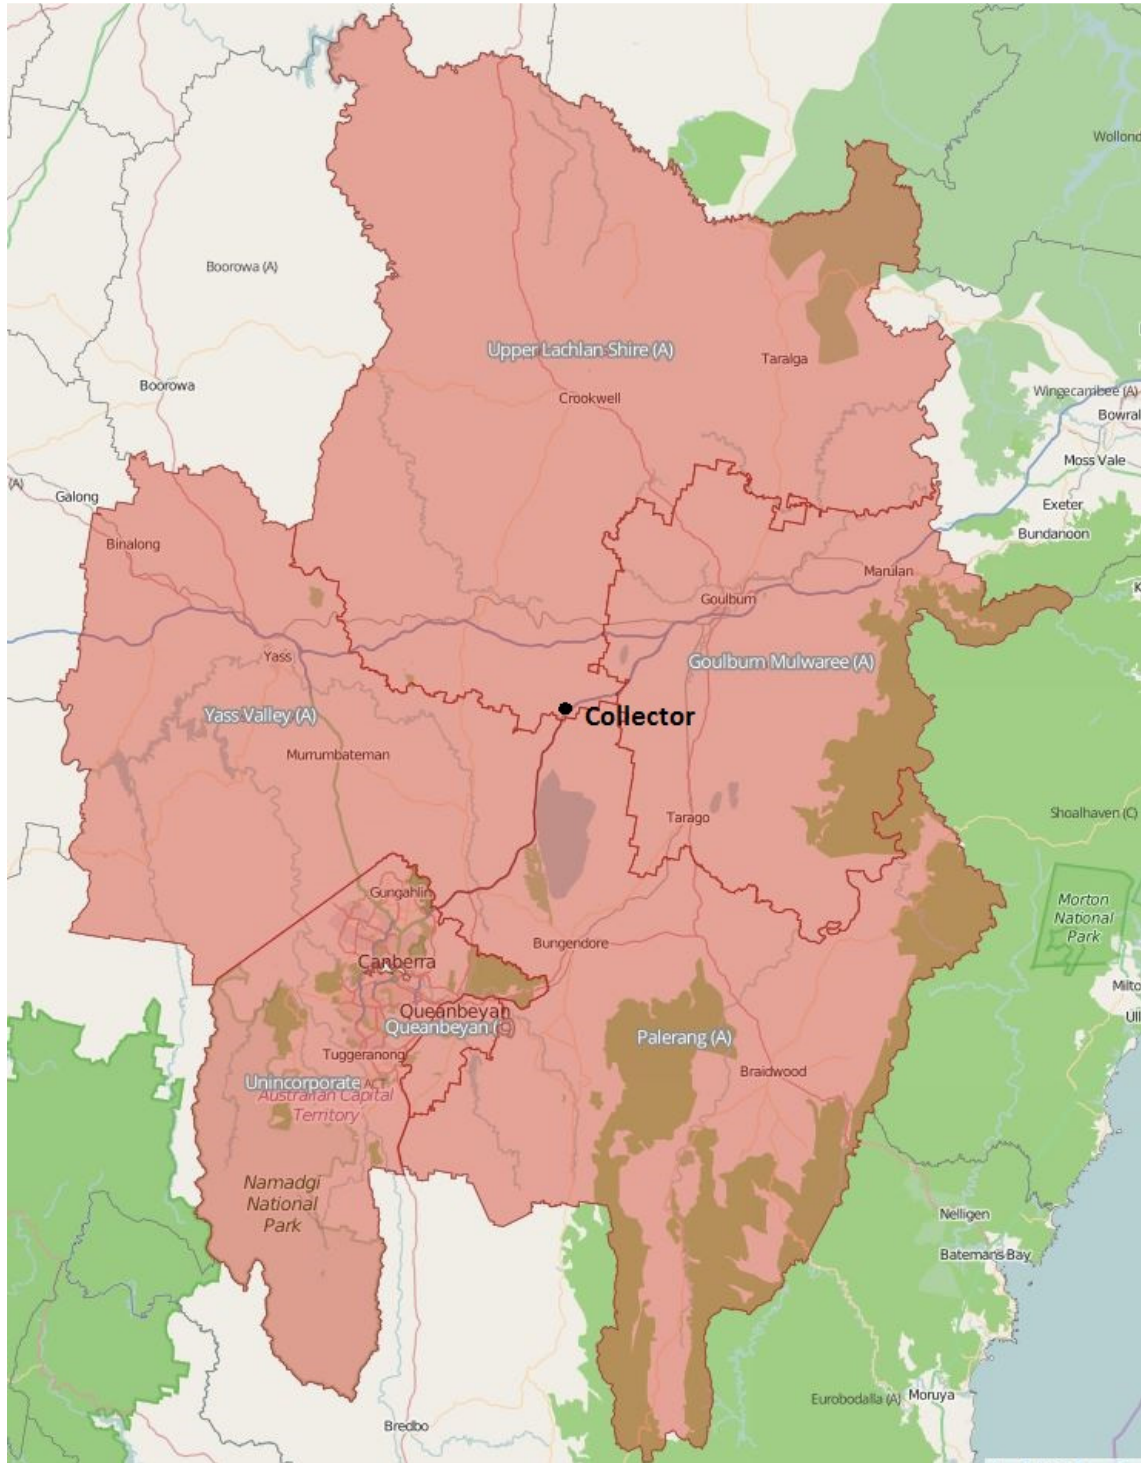 Wollond
Boorowa (A)
Upper Lachlan Shire (A)
Taralga
Boorowa
Crookwell
Wingecarribee (A)
Bowral
Moss Vale
(A)
Galong
Exeter
Bundanoon
Binalong
Marulan
K
Goulburn
Yass
Goulburn Mulwaree (A)
Yass Valley (A)
Collector
Murrumbateman
Tarago
Shoalhaven (C)
Gungahlin
Morton
National
Park
Bungendore
Canberra
Milto
Queanbeyan
Ull
Queanbeyan (C)
Palerang (A)
Tuggeranong
Braidwood
Unincorporate ACT
Australian Capital
Territory
Namadgi
National
Park
Nelligen
Batemans Bay
Eurobodalla (A)
Moruya
Bredbo